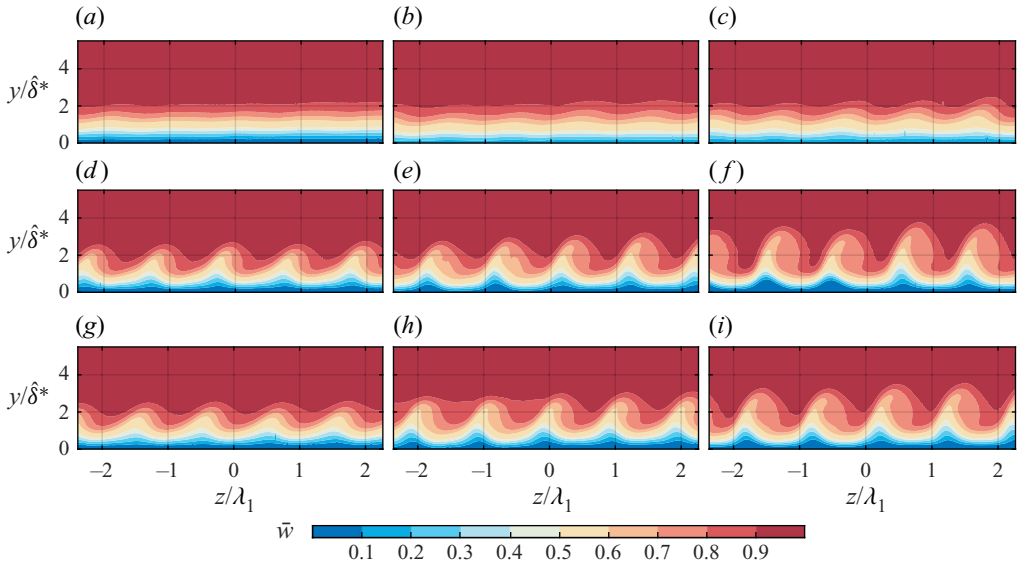 (a) (b) (c)
y/δ̂* 4 2 0
(d) (e) (f)
y/δ̂* 4 2 0
(g) (h) (i)
y/δ̂* 4 2 0
−2 −1 0 1 2 −2 −1 0 1 2 −2 −1 0 1 2
z/λ₁ z/λ₁ z/λ₁
w̄ 0.1 0.2 0.3 0.4 0.5 0.6 0.7 0.8 0.9